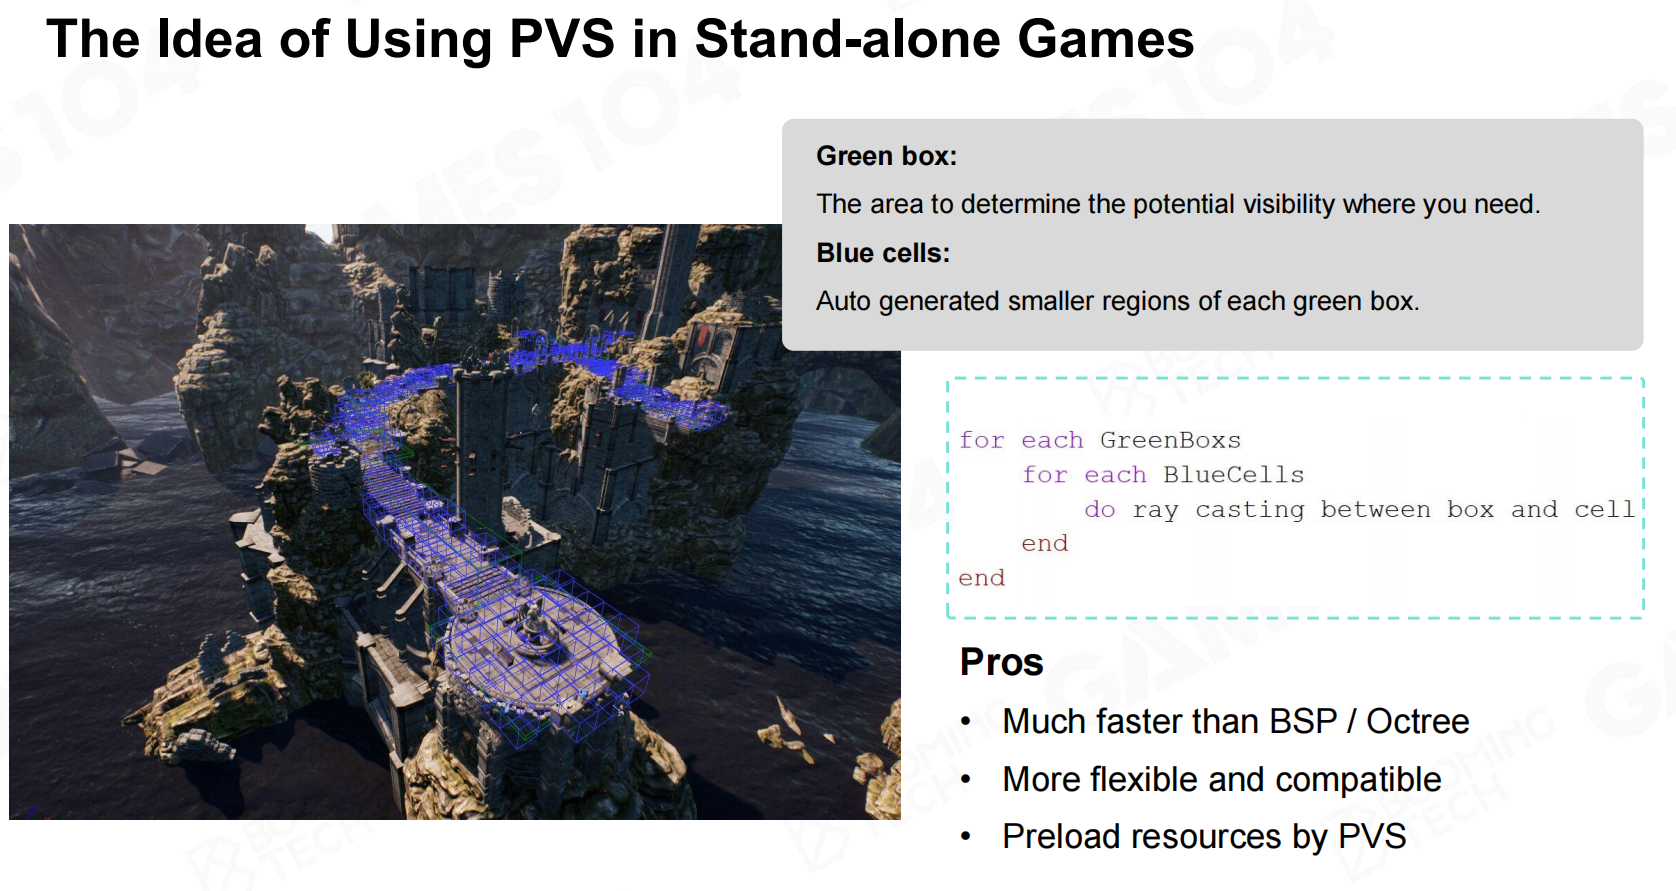 The Idea of Using PVS in Stand-alone Games
Green box:
The area to determine the potential visibility where you need.
Blue cells:
Auto generated smaller regions of each green box.
for each GreenBoxs
for each BlueCells
do ray casting between box and cell
end
end
Pros
• Much faster than BSP / Octree
• More flexible and compatible
• Preload resources by PVS